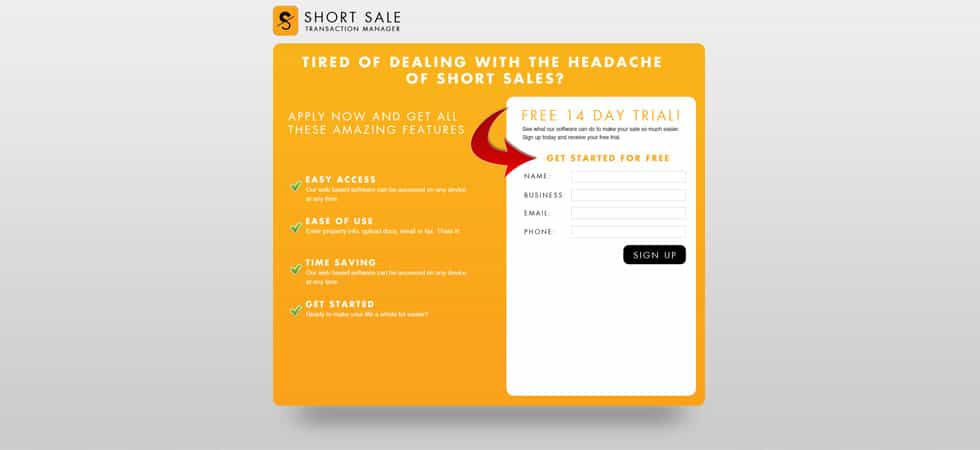 SHORT SALE
TRANSACTION MANAGER
TIRED OF DEALING WITH THE HEADACHE
OF SHORT SALES?
APPLY NOW AND GET ALL
THESE AMAZING FEATURES
EASY ACCESS
Our web based software can be accessed on any device
at any time.
EASE OF USE
Enter property info, upload docs, email or fax. Thats it!
TIME SAVING
Our web based software can be accessed on any device
at any time.
GET STARTED
Ready to make your life a whole lot easier?
FREE 14 DAY TRIAL!
See what our software can do to make your sale so much easier.
Sign up today and receive your free trial.
GET STARTED FOR FREE
NAME:
BUSINESS
EMAIL:
PHONE:
SIGN UP